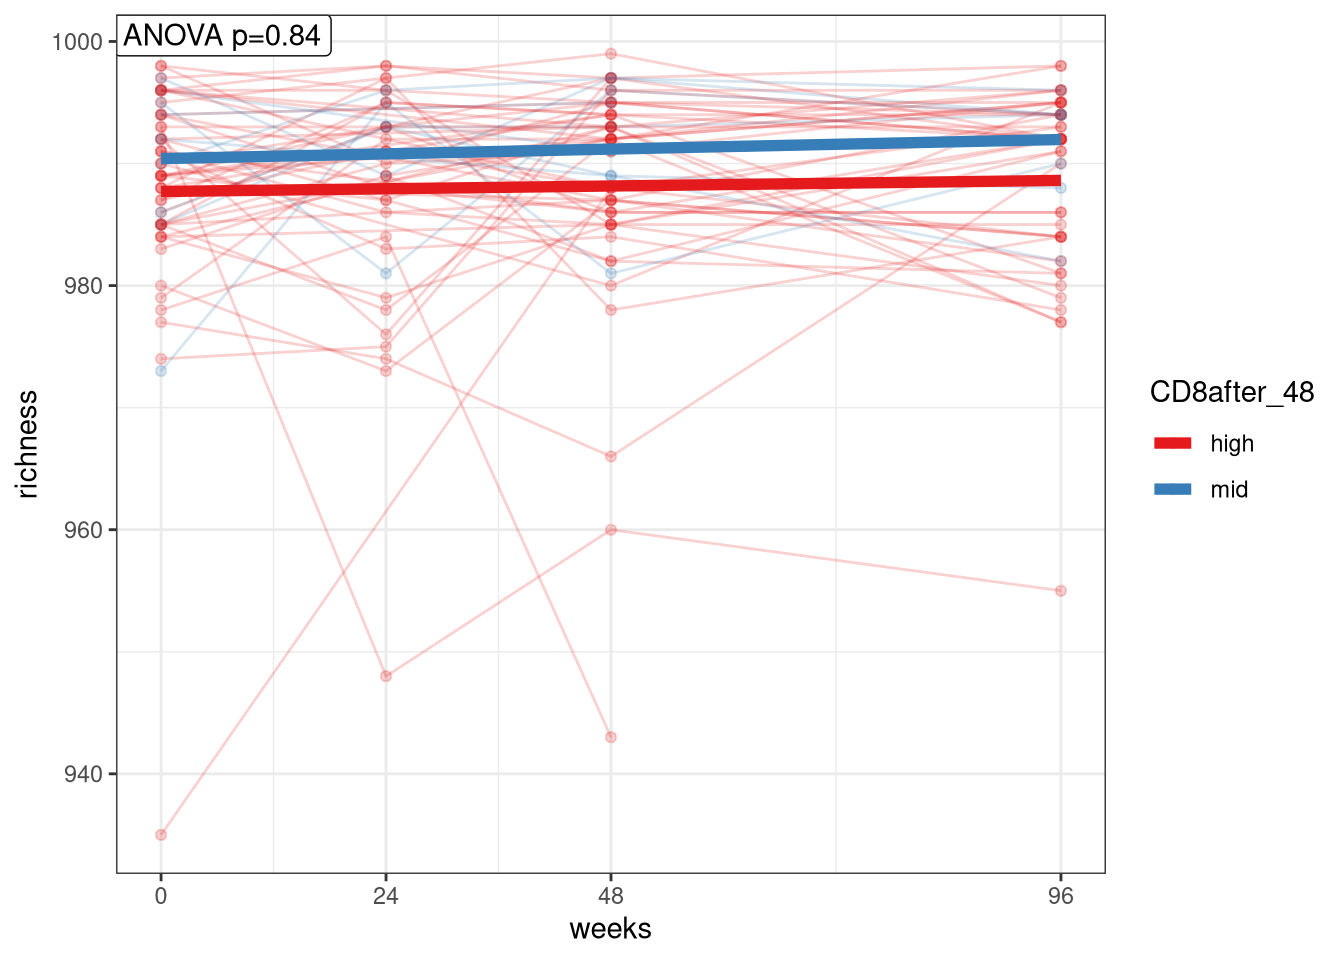 ANOVA p=0.84
1000
980
960
940
richness
0 24 48 96
weeks
CD8after_48
high
mid